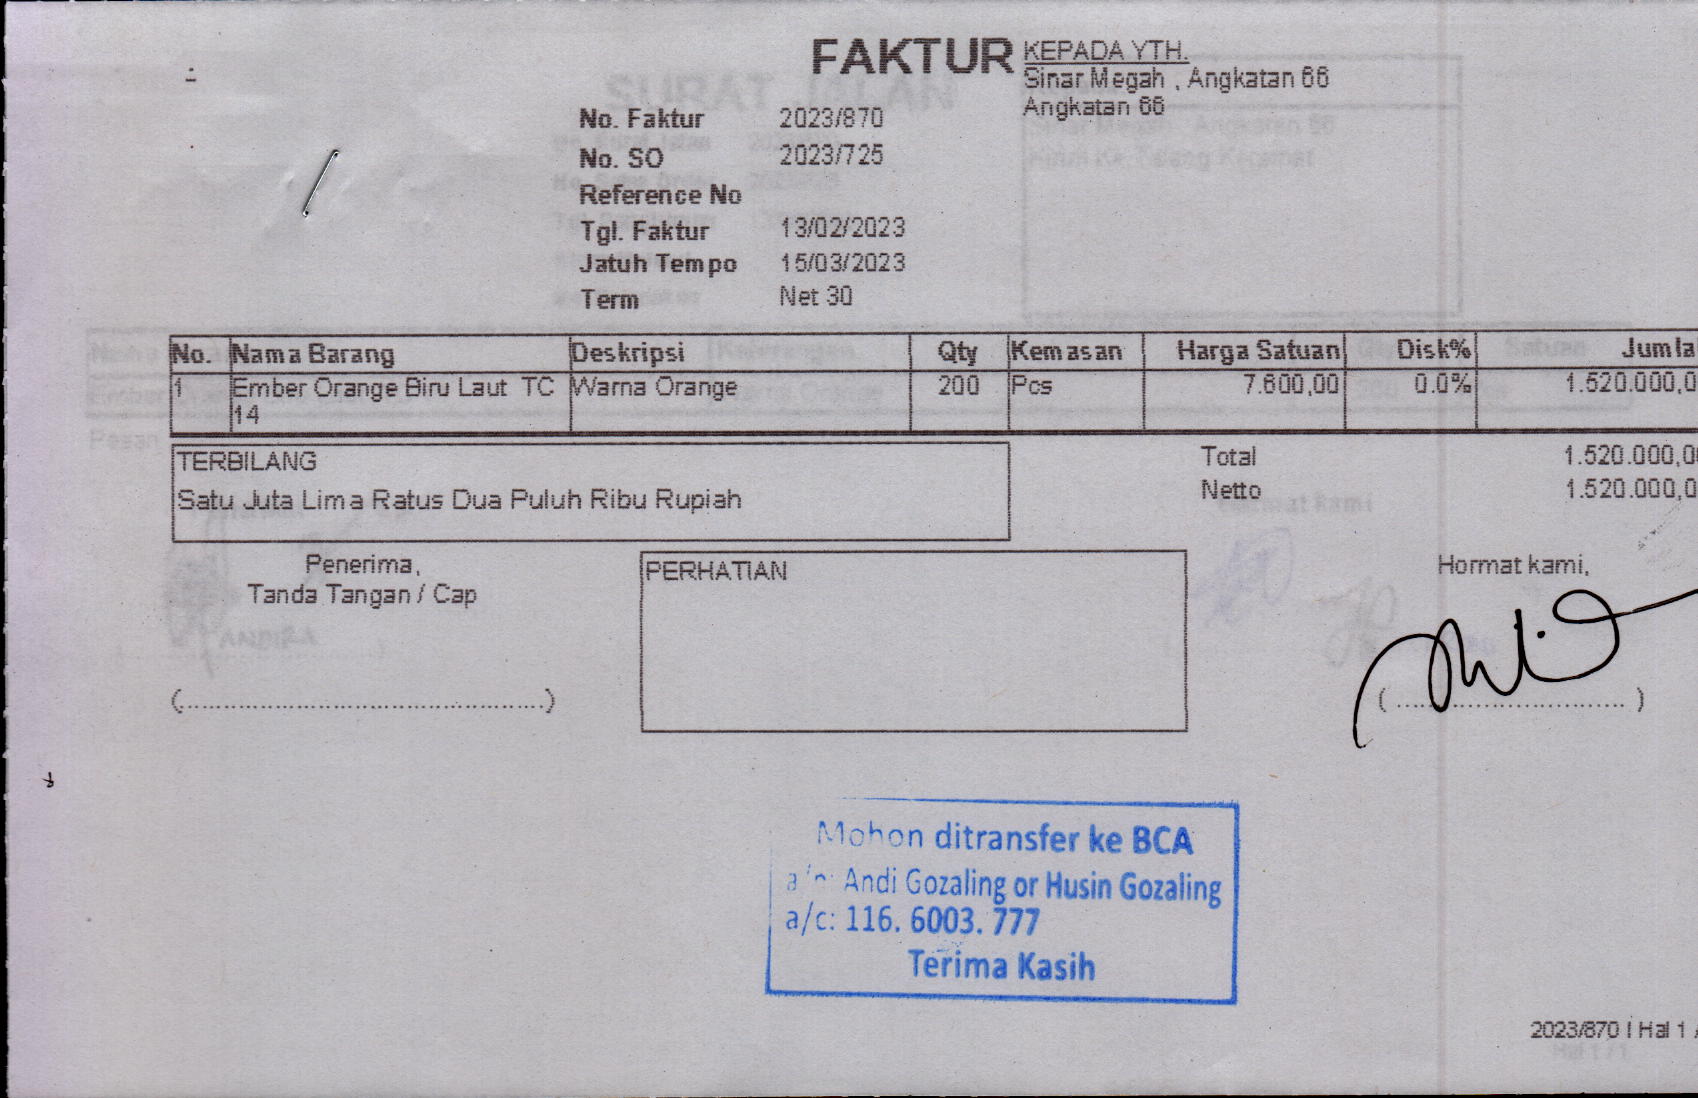 FAKTUR
KEPADA YTH.
Sinar Megah , Angkatan 66
Angkatan 66
No. Faktur 2023/870
No. SO 2023/725
Reference No
Tgl. Faktur 13/02/2023
Jatuh Tempo 15/03/2023
Term Net 30
No. Nama Barang Deskripsi Qty Kemasan Harga Satuan Disk% Jumla
1 Ember Orange Biru Laut TC Warna Orange 200 Pcs 7.600,00 0.0% 1.520.000,0
14
TERBILANG
Satu Juta Lima Ratus Dua Puluh Ribu Rupiah
Total 1.520.000,0
Netto 1.520.000,0
Penerima,
Tanda Tangan / Cap
(..................................................)
PERHATIAN
Hormat kami,
( ................................ )
Mohon ditransfer ke BCA
a/n: Andi Gozaling or Husin Gozaling
a/c: 116. 6003. 777
Terima Kasih
2023/870 | Hal 1 /